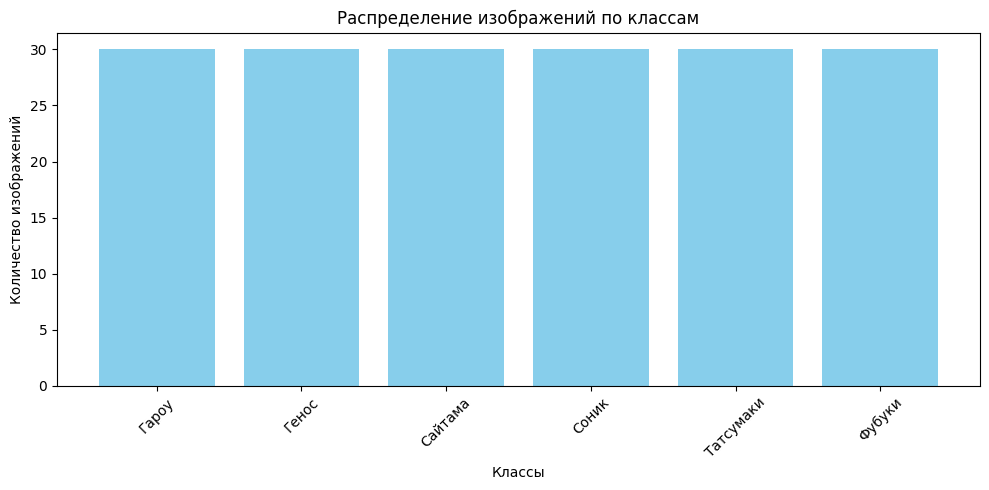 Распределение изображений по классам
Количество изображений
30
25
20
15
10
5
0
Гароу
Генос
Сайтама
Соник
Татсумаки
Фубуки
Классы